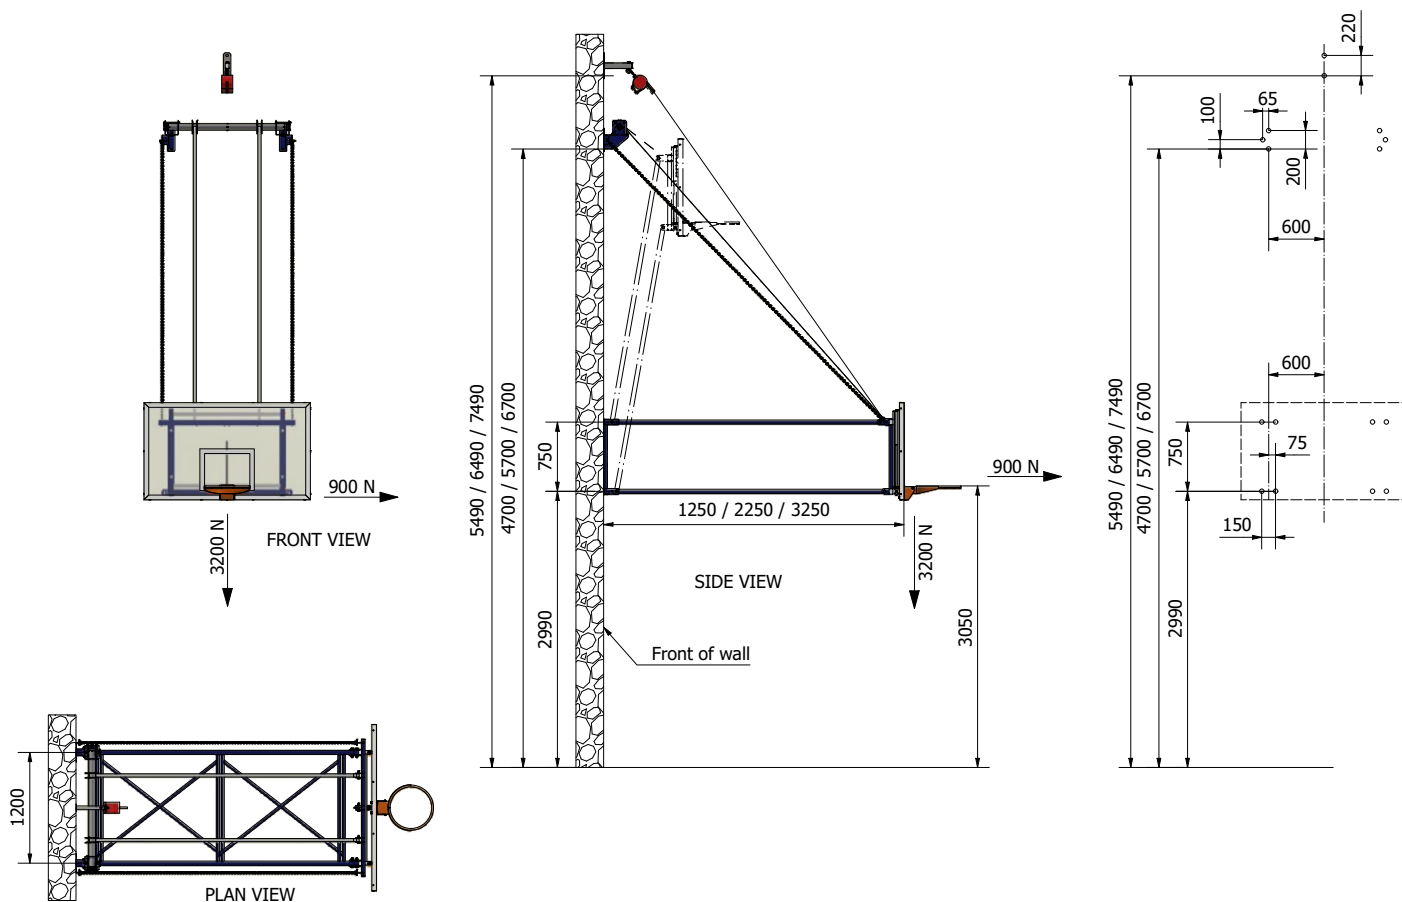 900 N
3200 N
FRONT VIEW
5490 / 6490 / 7490
4700 / 5700 / 6700
750
2990
1250 / 2250 / 3250
900 N
3200 N
3050
SIDE VIEW
Front of wall
220
65
100
200
600
600
5490 / 6490 / 7490
4700 / 5700 / 6700
750
75
150
2990
1200
PLAN VIEW